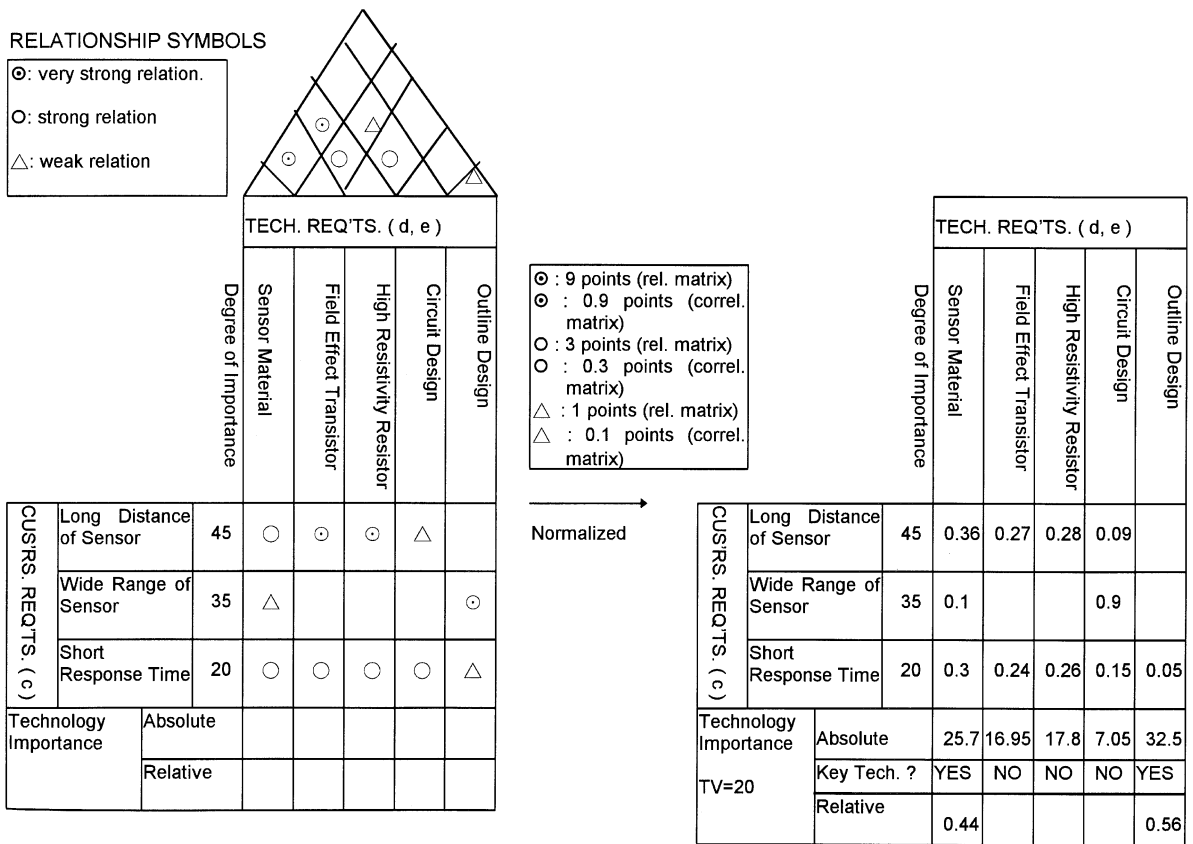 RELATIONSHIP SYMBOLS
⊙: very strong relation.
O: strong relation
△: weak relation
TECH. REQ'TS. ( d, e )
Degree of Importance
Sensor Material
Field Effect Transistor
High Resistivity Resistor
Circuit Design
Outline Design
CUS'RS. REQ'TS. ( c )
Long Distance
of Sensor
45
Wide Range of
Sensor
35
Short
Response Time
20
Technology
Importance
Absolute
Relative
⊙ : 9 points (rel. matrix)
⊙ : 0.9 points (correl.
matrix)
O : 3 points (rel. matrix)
O : 0.3 points (correl.
matrix)
△ : 1 points (rel. matrix)
△ : 0.1 points (correl.
matrix)
Normalized
TECH. REQ'TS. ( d, e )
Degree of Importance
Sensor Material
Field Effect Transistor
High Resistivity Resistor
Circuit Design
Outline Design
CUS'RS. REQ'TS. ( c )
Long Distance
of Sensor
45 0.36 0.27 0.28 0.09
Wide Range of
Sensor
35 0.1 0.9
Short
Response Time
20 0.3 0.24 0.26 0.15 0.05
Technology
Importance
TV=20
Absolute 25.7 16.95 17.8 7.05 32.5
Key Tech. ? YES NO NO NO YES
Relative 0.44 0.56